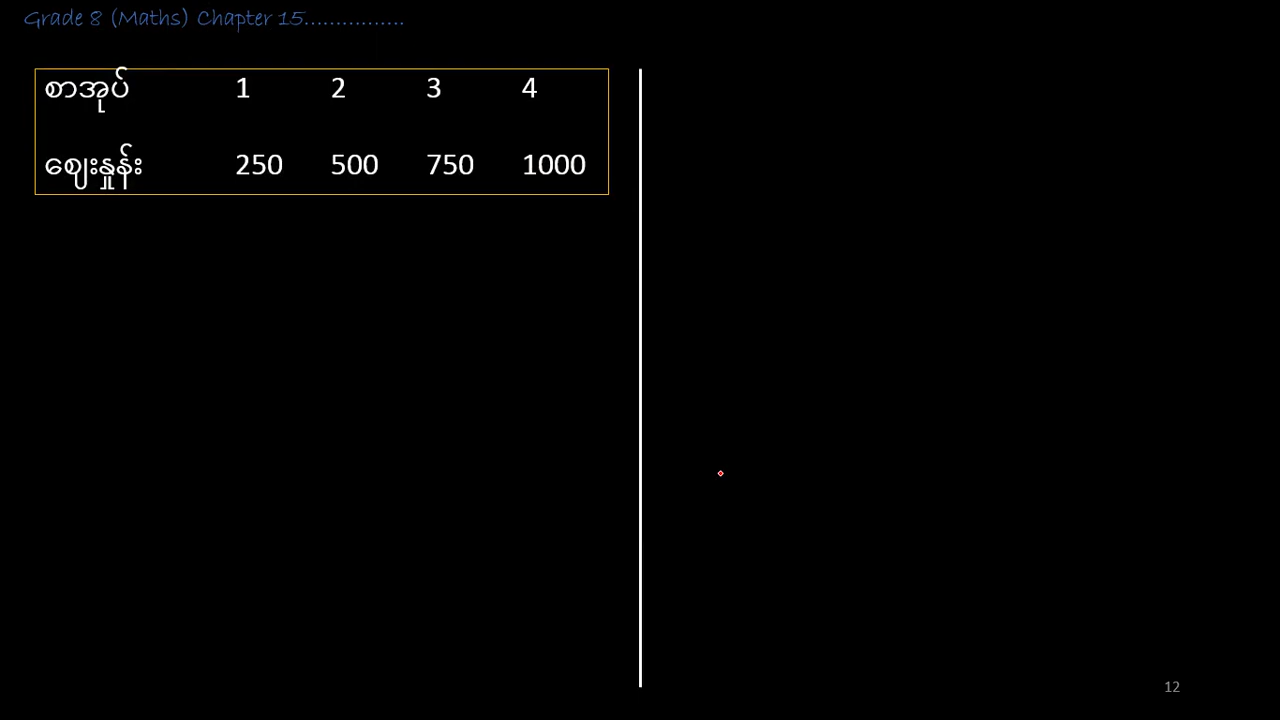 Grade 8 (Maths) Chapter 15................
စာအုပ် 1 2 3 4
ဈေးနှုန်း 250 500 750 1000
12